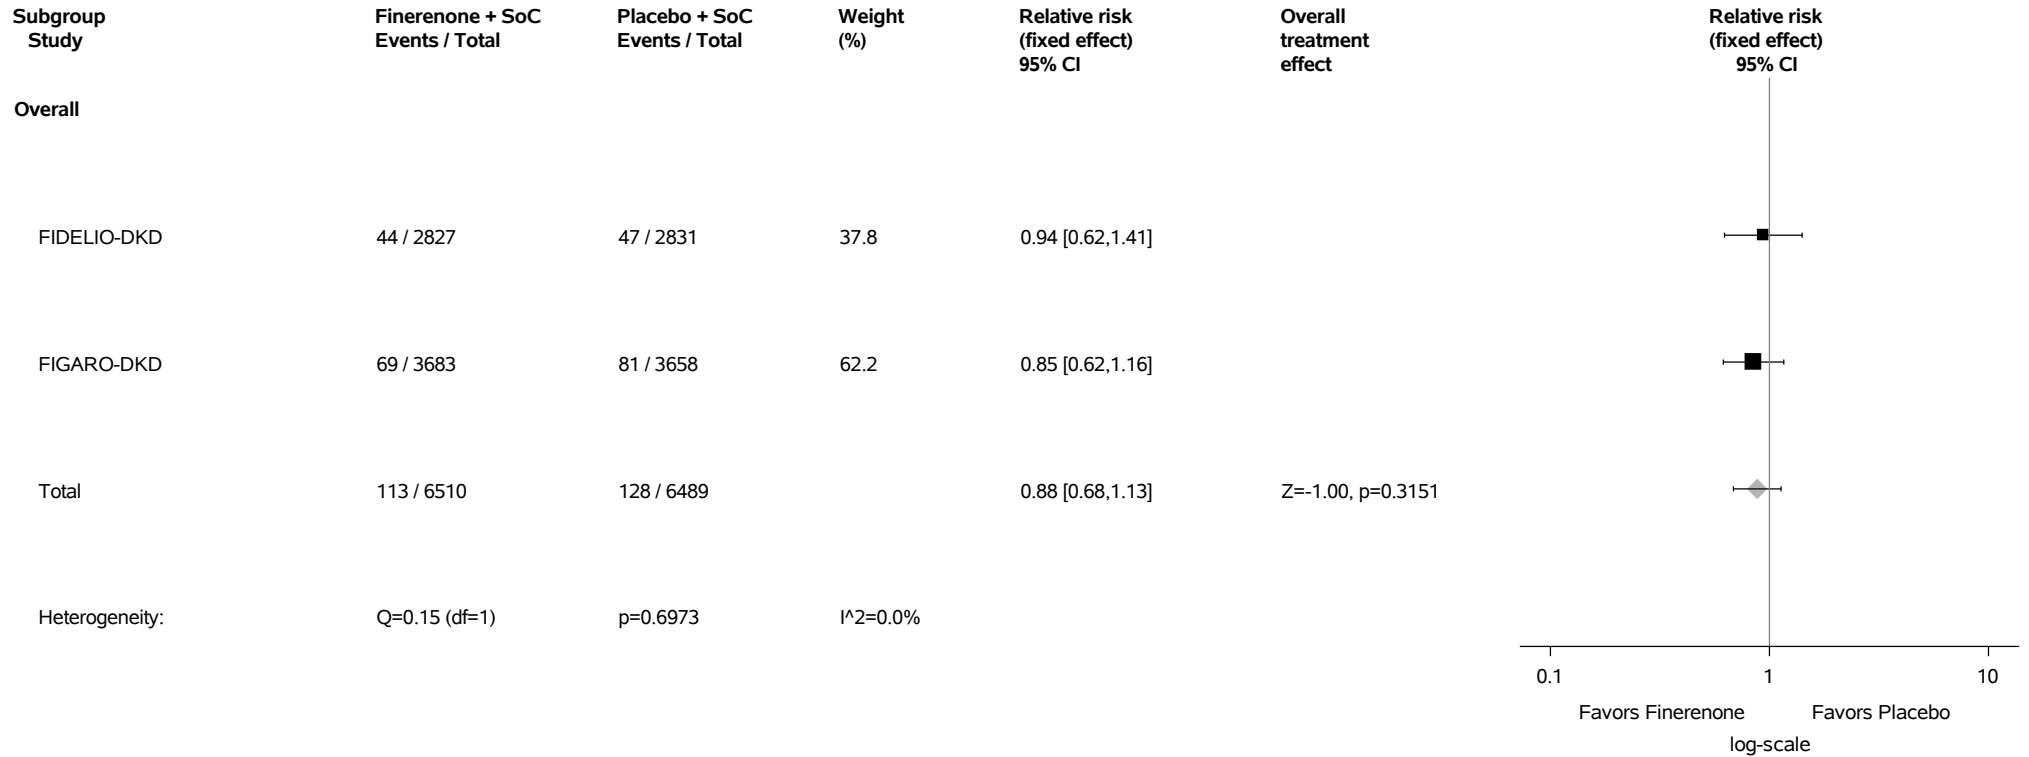 Subgroup Finerenone + SoC Placebo + SoC Weight Relative risk Overall Relative risk
Study Events / Total Events / Total (%) (fixed effect) treatment (fixed effect)
95% CI effect 95% CI
Overall
FIDELIO-DKD 44 / 2827 47 / 2831 37.8 0.94 [0.62,1.41]
FIGARO-DKD 69 / 3683 81 / 3658 62.2 0.85 [0.62,1.16]
Total 113 / 6510 128 / 6489 0.88 [0.68,1.13] Z=-1.00, p=0.3151
Heterogeneity: Q=0.15 (df=1) p=0.6973 I^2=0.0%
0.1 1 10
Favors Finerenone Favors Placebo
log-scale